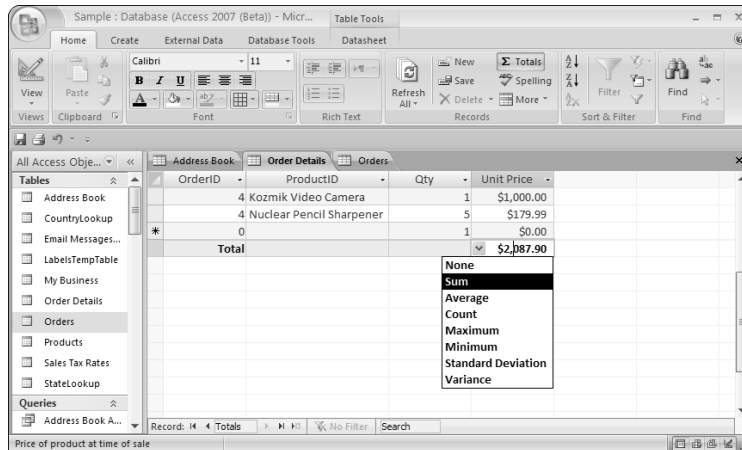 Sample : Database (Access 2007 (Beta)) - Micr...
Table Tools
Home Create External Data Database Tools Datasheet
View
Paste
Calibri 11
B I U
A ab
Refresh All
New
Save
Delete
Σ Totals
Spelling
More
A Z
Z A
Filter
Find
Views Clipboard Font Rich Text Records Sort & Filter Find
All Access Obje... «
Tables
Address Book
CountryLookup
Email Messages...
LabelsTempTable
My Business
Order Details
Orders
Products
Sales Tax Rates
StateLookup
Queries
Address Book A...
Address Book Order Details Orders
OrderID ProductID Qty Unit Price
4 Kozmik Video Camera 1 $1,000.00
4 Nuclear Pencil Sharpener 5 $179.99
* 0 1 $0.00
Total $2,087.90
None
Sum
Average
Count
Maximum
Minimum
Standard Deviation
Variance
Record: Totals No Filter Search
Price of product at time of sale